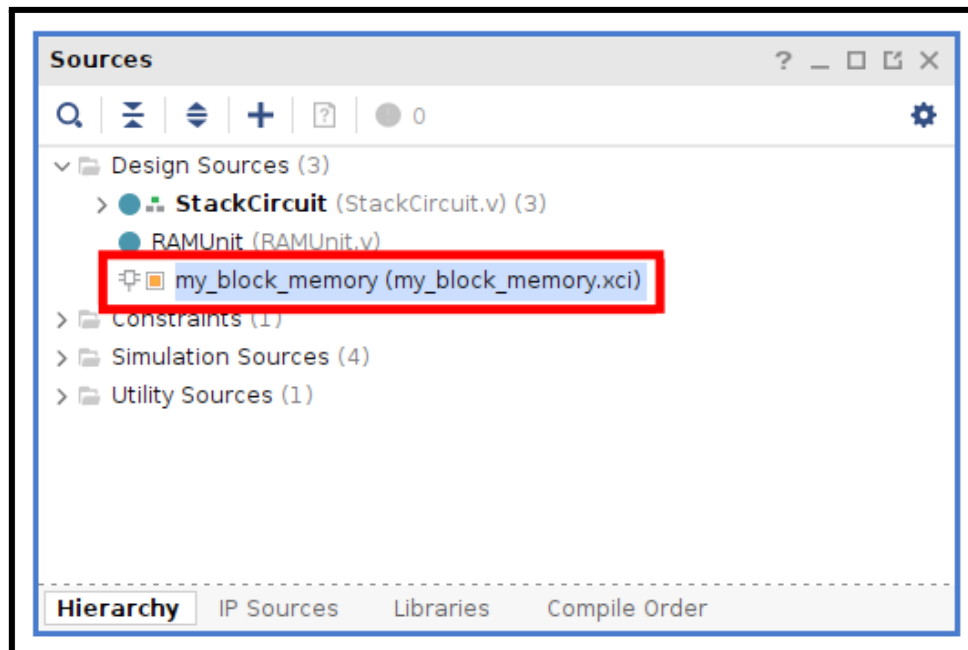 Sources
0
Design Sources (3)
StackCircuit (StackCircuit.v) (3)
RAMUnit (RAMUnit.v)
my_block_memory (my_block_memory.xci)
Constraints (1)
Simulation Sources (4)
Utility Sources (1)
Hierarchy IP Sources Libraries Compile Order